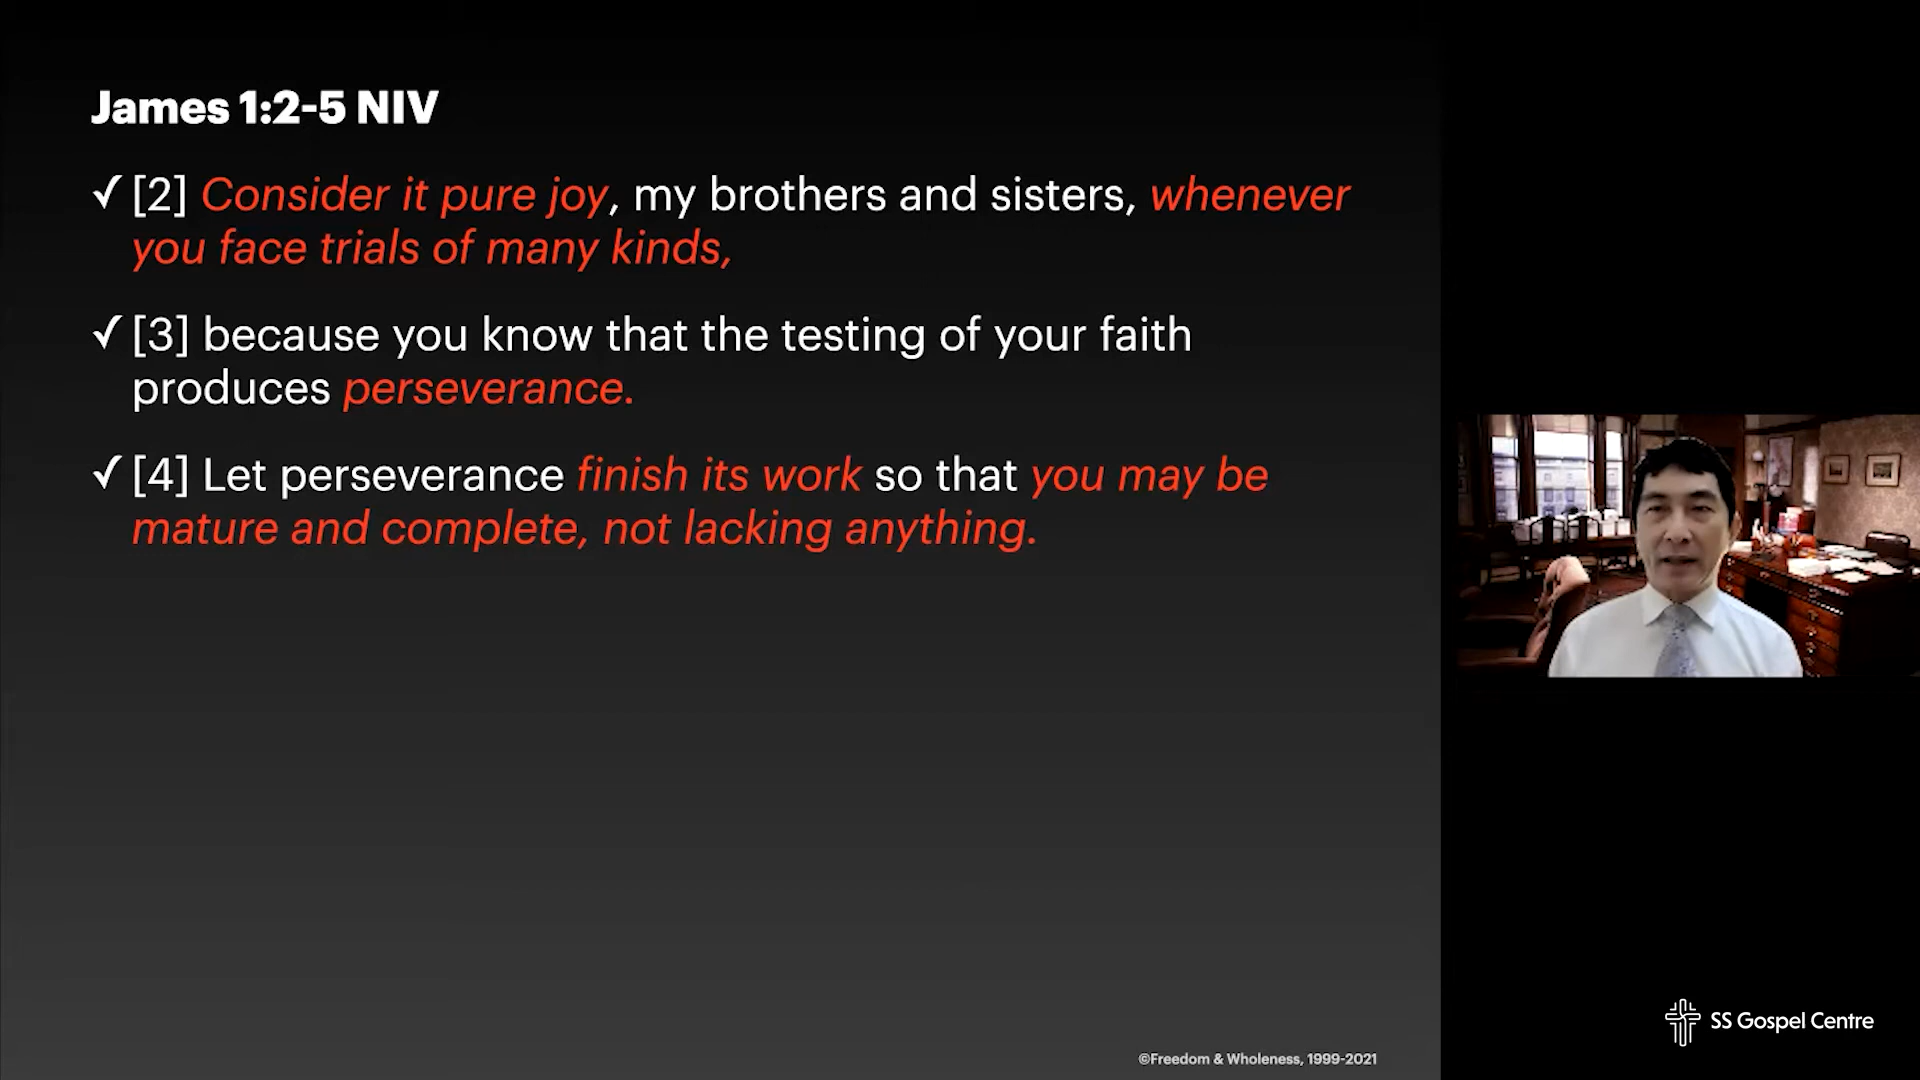 James 1:2-5 NIV
✓ [2] Consider it pure joy, my brothers and sisters, whenever
you face trials of many kinds,
✓ [3] because you know that the testing of your faith
produces perseverance.
✓ [4] Let perseverance finish its work so that you may be
mature and complete, not lacking anything.
SS Gospel Centre
©Freedom & Wholeness, 1999-2021